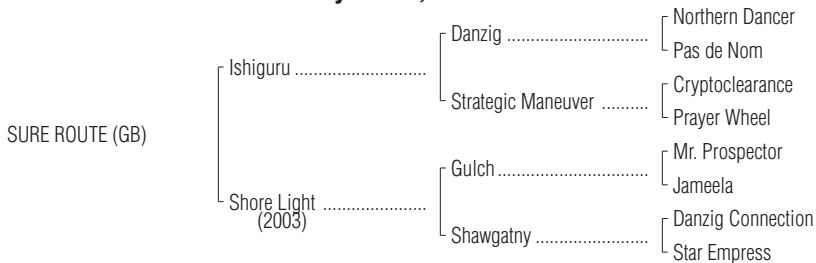 Northern Dancer
Danzig ......................................
Pas de Nom
Ishiguru ............................
Cryptoclearance
Strategic Maneuver ..........
Prayer Wheel
SURE ROUTE (GB)
Mr. Prospector
Gulch ........................................
Jameela
Shore Light ......................
(2003)
Danzig Connection
Shawgatny ..............................
Star Empress